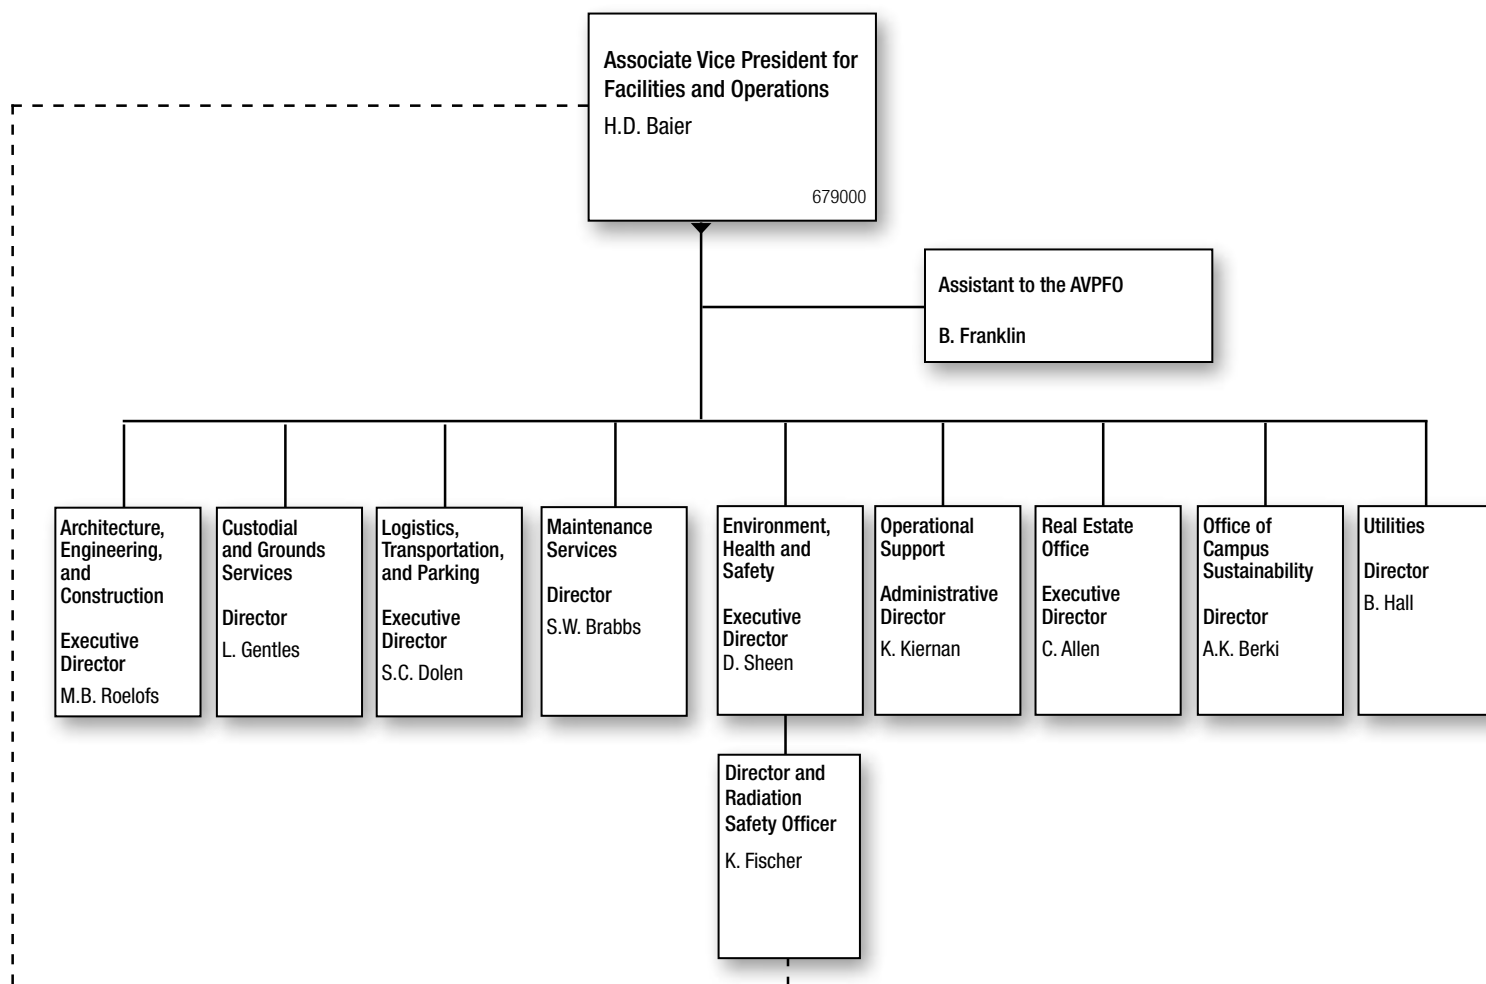 Associate Vice President for
Facilities and Operations
H.D. Baier
679000
Assistant to the AVPFO
B. Franklin
Architecture,
Engineering,
and
Construction
Executive
Director
M.B. Roelofs
Custodial
and Grounds
Services
Director
L. Gentles
Logistics,
Transportation,
and Parking
Executive
Director
S.C. Dolen
Maintenance
Services
Director
S.W. Brabbs
Environment,
Health and
Safety
Executive
Director
D. Sheen
Operational
Support
Administrative
Director
K. Kiernan
Real Estate
Office
Executive
Director
C. Allen
Office of
Campus
Sustainability
Director
A.K. Berki
Utilities
Director
B. Hall
Director and
Radiation
Safety Officer
K. Fischer